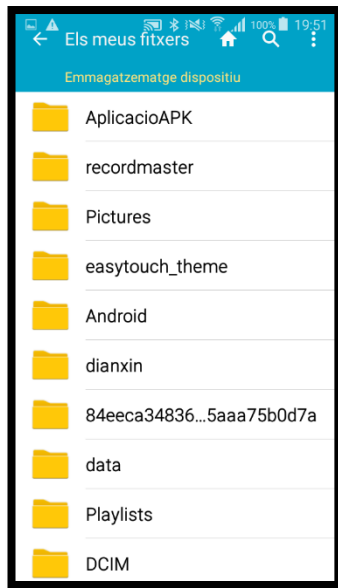 100% 19:51
Els meus fitxers
Emmagatzematge dispositiu
AplicacioAPK
recordmaster
Pictures
easytouch_theme
Android
dianxin
84eeca34836...5aaa75b0d7a
data
Playlists
DCIM